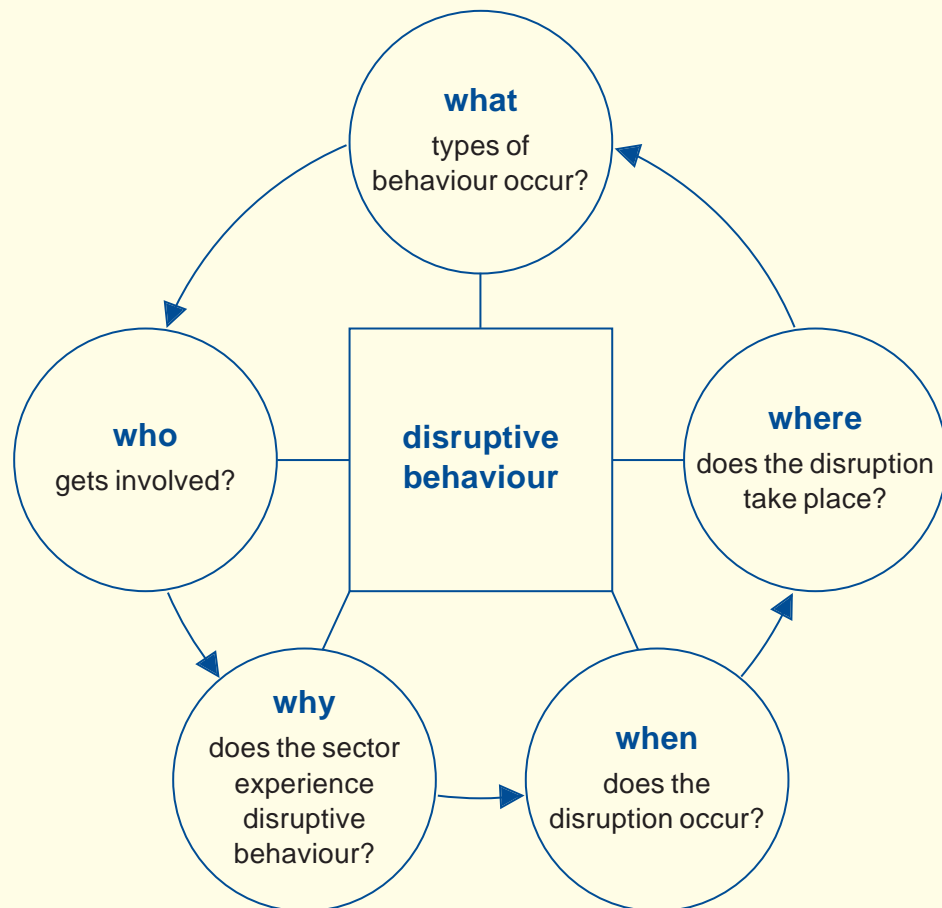 what
types of
behaviour occur?
who
gets involved?
disruptive
behaviour
where
does the disruption
take place?
why
does the sector
experience
disruptive
behaviour?
when
does the
disruption occur?